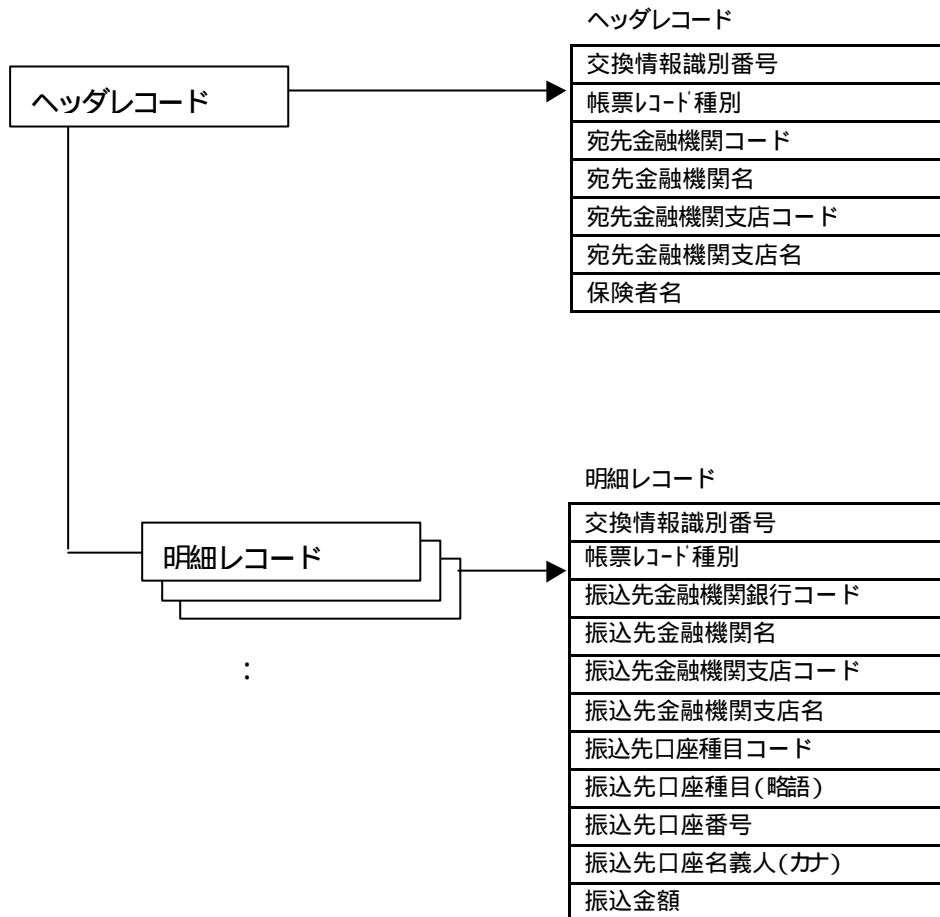 ヘッダレコード
ヘッダレコード
交換情報識別番号
帳票ﾚｺｰﾄﾞ種別
宛先金融機関コード
宛先金融機関名
宛先金融機関支店コード
宛先金融機関支店名
保険者名
明細レコード
:
明細レコード
交換情報識別番号
帳票ﾚｺｰﾄﾞ種別
振込先金融機関銀行コード
振込先金融機関名
振込先金融機関支店コード
振込先金融機関支店名
振込先口座種目コード
振込先口座種目(略語)
振込先口座番号
振込先口座名義人(カナ)
振込金額